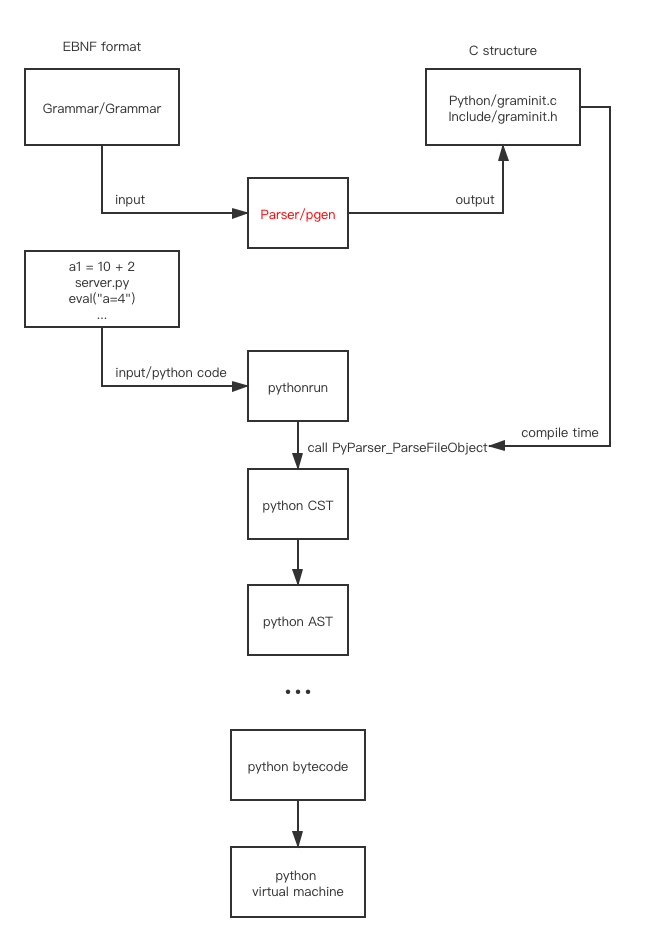 EBNF format
C structure
Grammar/Grammar
Python/graminit.c
Include/graminit.h
input
Parser/pgen
output
a1 = 10 + 2
server.py
eval("a=4")
...
input/python code
pythonrun
compile time
call PyParser_ParseFileObject
python CST
python AST
...
python bytecode
python
virtual machine